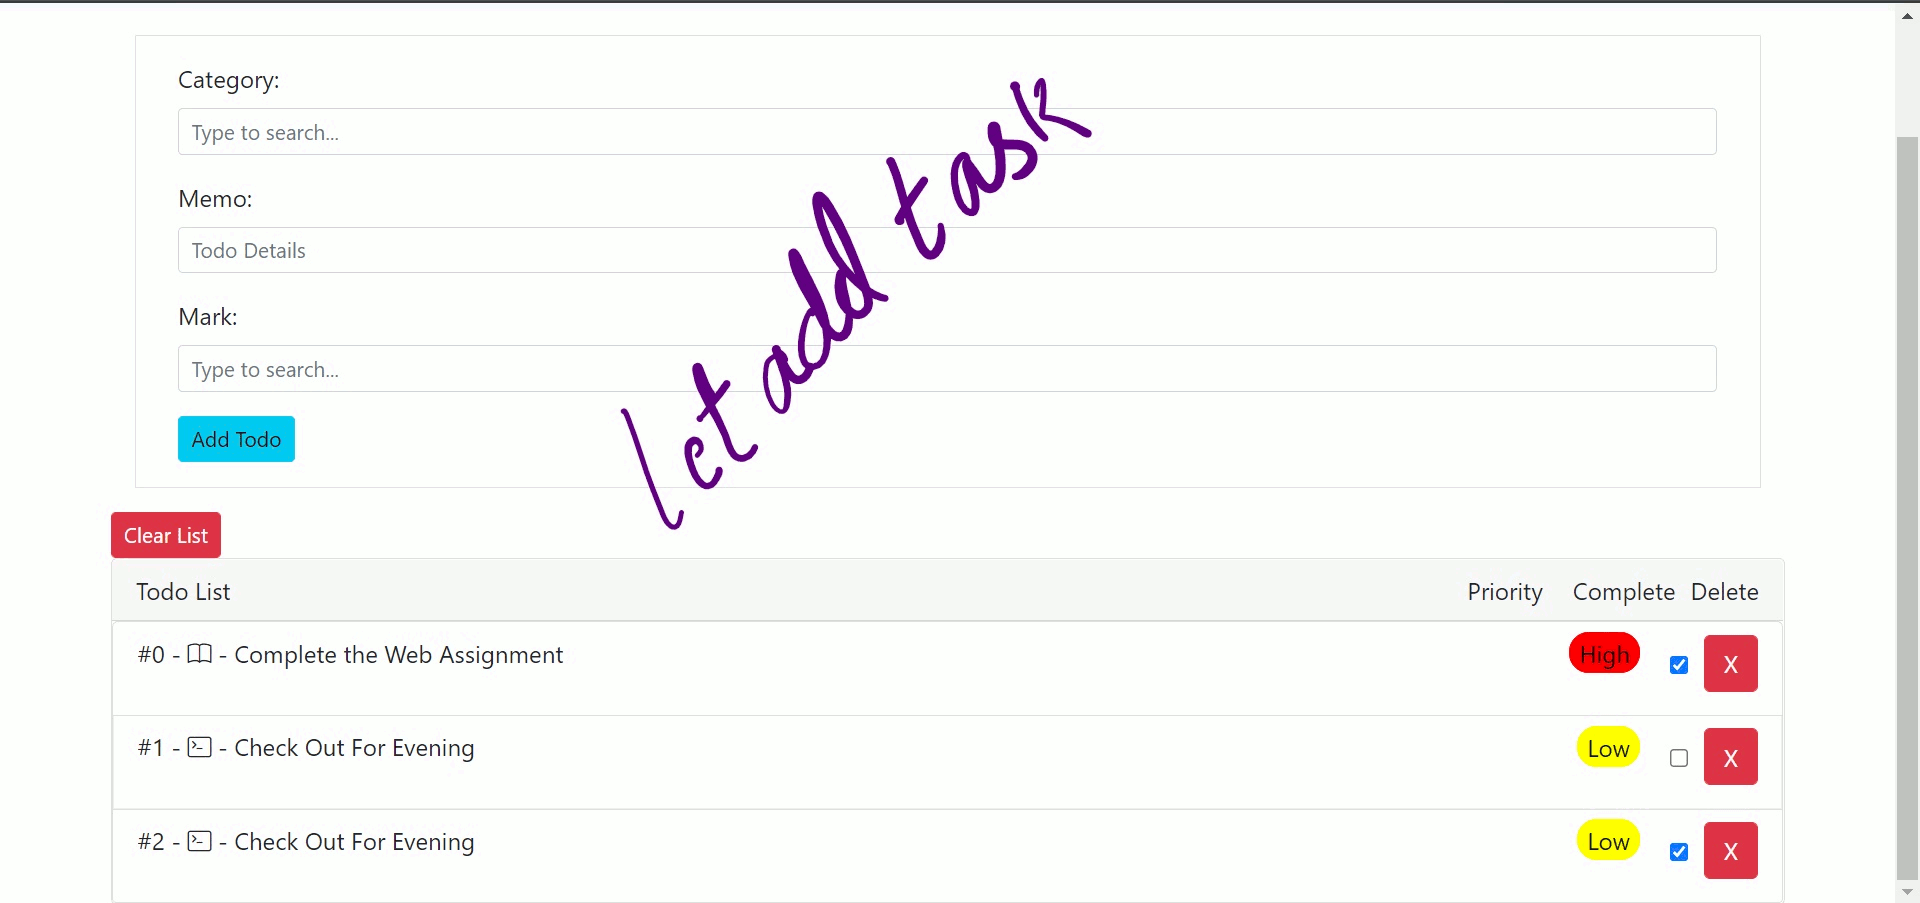 Category:
Type to search...
Memo:
Todo Details
Mark:
Type to search...
Add Todo
let add task
Clear List
Todo List Priority Complete Delete
#0 - - Complete the Web Assignment High X
#1 - - Check Out For Evening Low X
#2 - - Check Out For Evening Low X